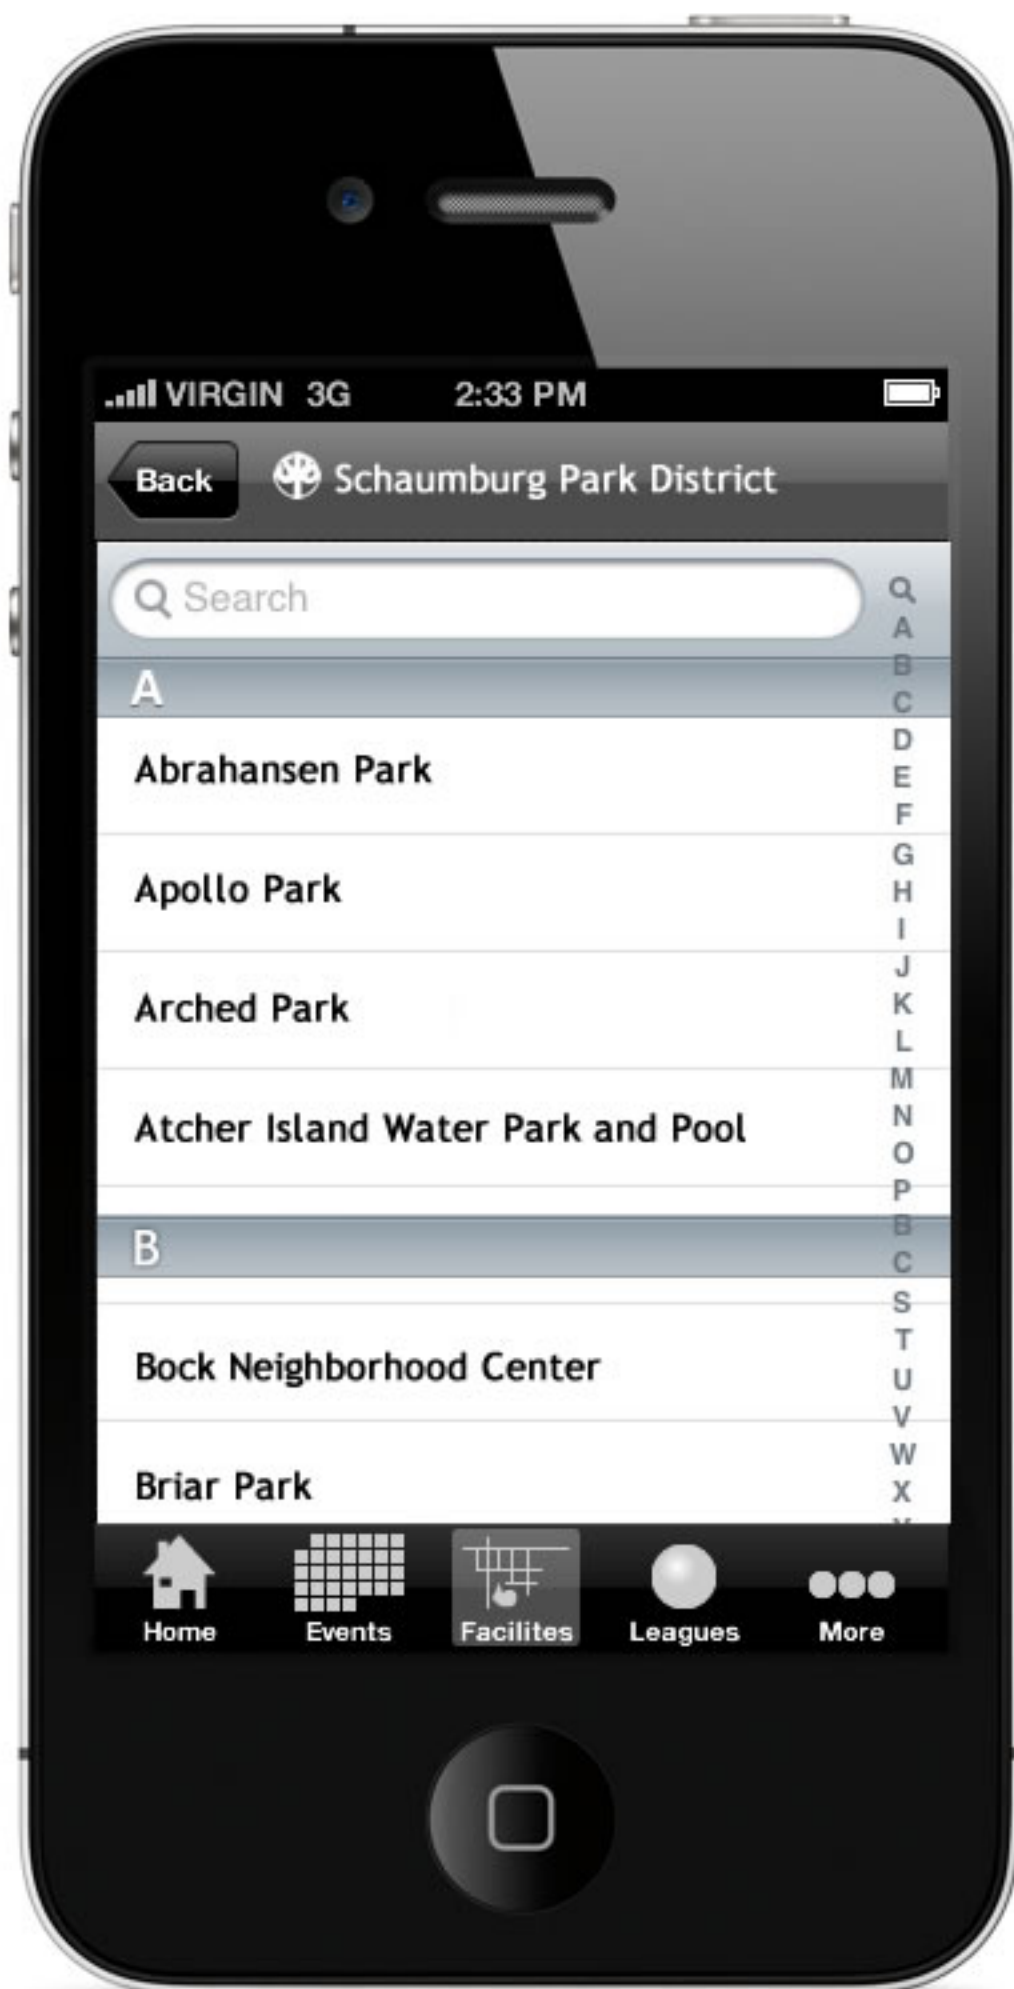 VIRGIN 3G 2:33 PM
Back Schaumburg Park District
Search
A
Abrahansen Park
Apollo Park
Arched Park
Atcher Island Water Park and Pool
B
Bock Neighborhood Center
Briar Park
A
B
C
D
E
F
G
H
I
J
K
L
M
N
O
P
B
C
S
T
U
V
W
X
Home Events Facilites Leagues More